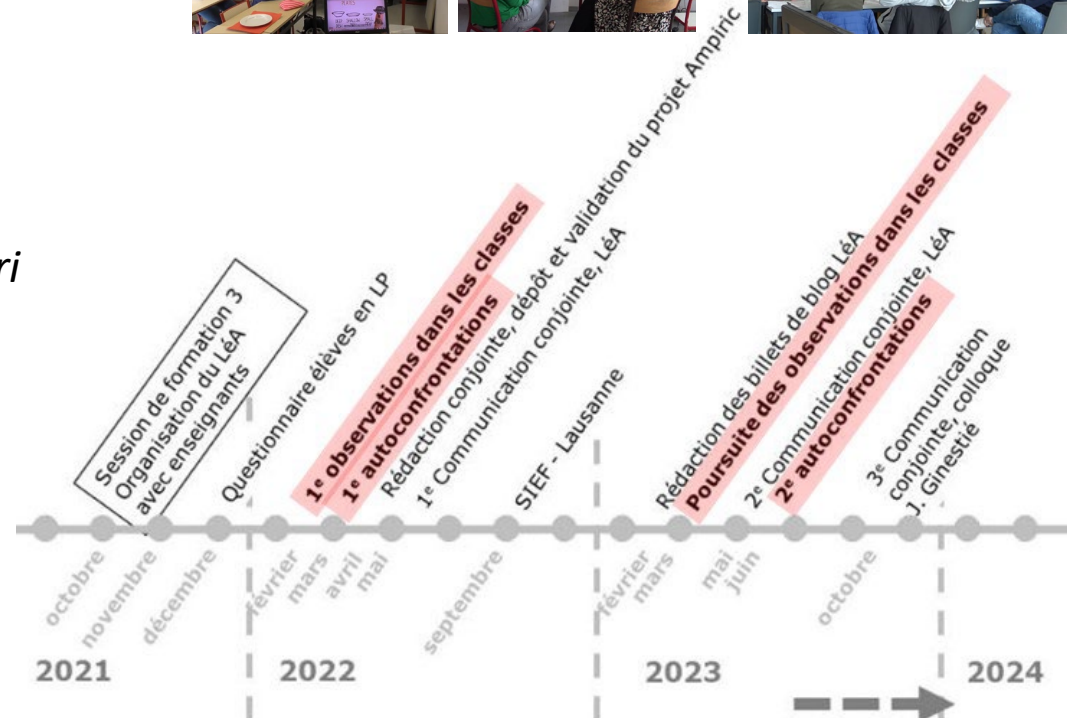 ri
Session de formation 3
Organisation du LéA
avec enseignants
Questionnaire élèves en LP
1e observations dans les classes
1e autoconfrontations
Rédaction conjointe, dépôt et validation du projet Ampiric
1e Communication conjointe, LéA
SIEF - Lausanne
Rédaction des billets de blog LéA
Poursuite des observations dans les classes
2e Communication conjointe, LéA
2e autoconfrontations
3e Communication
conjointe, colloque
J. Ginestié
octobre
novembre
décembre
février
mars
avril
mai
septembre
février
mars
mai
juin
octobre
2021
2022
2023
2024